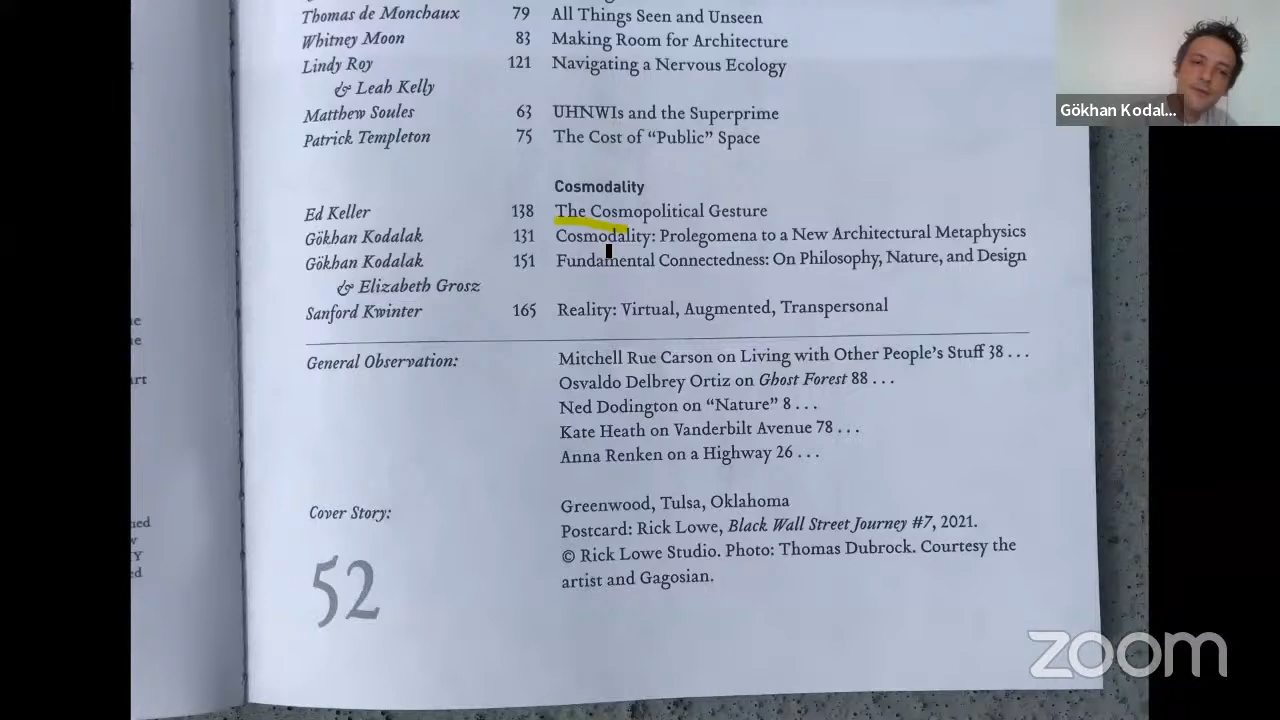 Thomas de Monchaux 79 All Things Seen and Unseen
Whitney Moon 83 Making Room for Architecture
Lindy Roy 121 Navigating a Nervous Ecology
& Leah Kelly
Matthew Soules 63 UHNWIs and the Superprime
Patrick Templeton 75 The Cost of “Public” Space
Cosmodality
Ed Keller 138 The Cosmopolitical Gesture
Gökhan Kodalak 131 Cosmodality: Prolegomena to a New Architectural Metaphysics
Gökhan Kodalak 151 Fundamental Connectedness: On Philosophy, Nature, and Design
& Elizabeth Grosz
Sanford Kwinter 165 Reality: Virtual, Augmented, Transpersonal
General Observation: Mitchell Rue Carson on Living with Other People’s Stuff 38 . . .
Osvaldo Delbrey Ortiz on Ghost Forest 88 . . .
Ned Dodington on “Nature” 8 . . .
Kate Heath on Vanderbilt Avenue 78 . . .
Anna Renken on a Highway 26 . . .
Cover Story: Greenwood, Tulsa, Oklahoma
Postcard: Rick Lowe, Black Wall Street Journey #7, 2021.
© Rick Lowe Studio. Photo: Thomas Dubrock. Courtesy the
artist and Gagosian.
52
Gökhan Kodal...
zoom